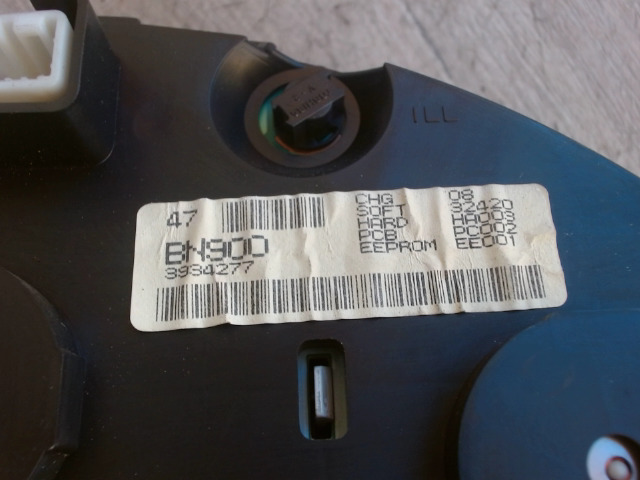 ILL
47
BN900
3934277
CHG 08
SOFT 32420
HARD HA003
PCB PC002
EEPROM EE001